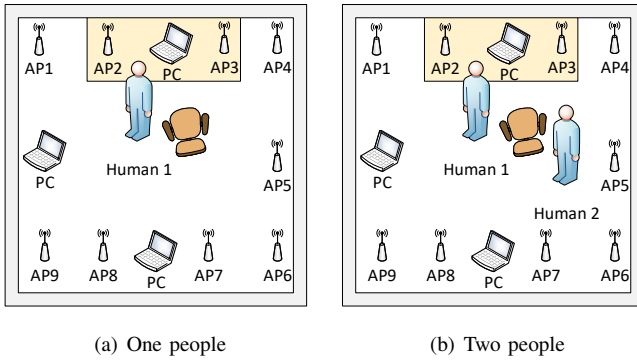 AP1 AP2 PC AP3 AP4
Human 1
PC
AP5
AP9 AP8 PC AP7 AP6
(a) One people
AP1 AP2 PC AP3 AP4
Human 1
PC
AP5
Human 2
AP9 AP8 PC AP7 AP6
(b) Two people